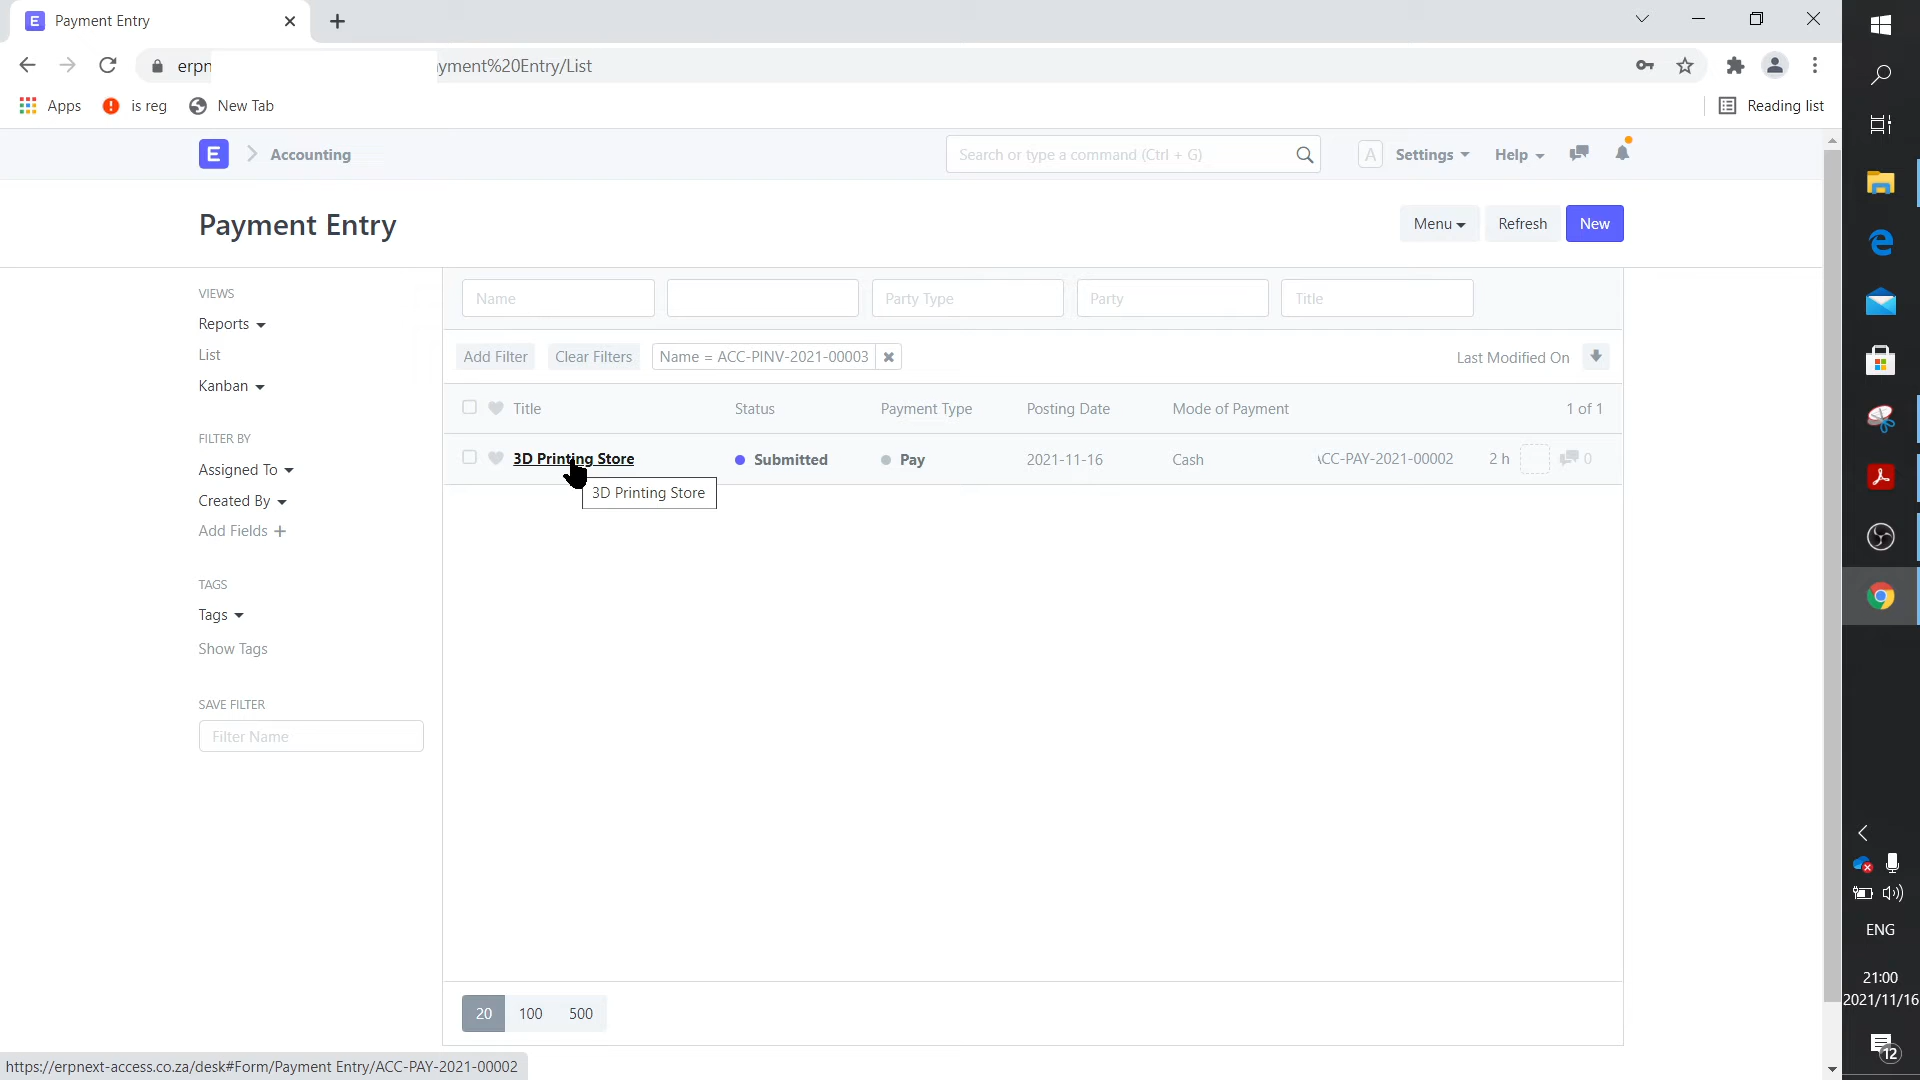 E Payment Entry
erpn yment%20Entry/List
Apps is reg New Tab Reading list
E Accounting Search or type a command (Ctrl + G) A Settings Help
Payment Entry Menu Refresh New
VIEWS
Reports
List
Kanban
FILTER BY
Assigned To
Created By
Add Fields
TAGS
Tags
Show Tags
SAVE FILTER
Filter Name
Name Party Type Party Title
Add Filter Clear Filters Name = ACC-PINV-2021-00003 Last Modified On
Title Status Payment Type Posting Date Mode of Payment 1 of 1
3D Printing Store Submitted Pay 2021-11-16 Cash CC-PAY-2021-00002 2 h 0
3D Printing Store
20 100 500
https://erpnext-access.co.za/desk#Form/Payment Entry/ACC-PAY-2021-00002
ENG
21:00
2021/11/16
12